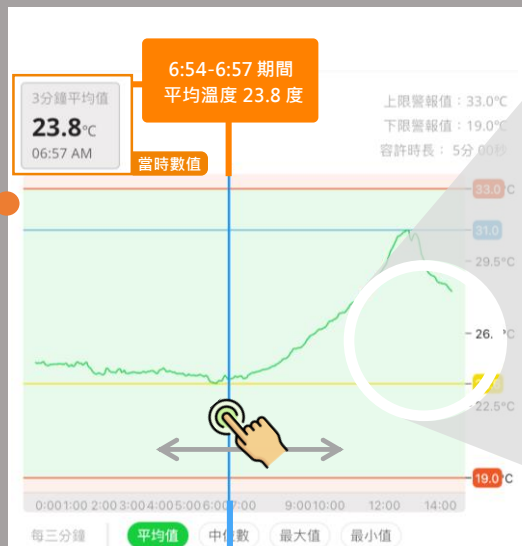 6:54-6:57 期間
平均溫度 23.8 度
3分鐘平均值
23.8°C
06:57 AM
當時數值
上限警報值：33.0°C
下限警報值：19.0°C
容許時長： 5分 00秒
33.0°C
31.0
29.5°C
26. °C
22.5°C
19.0°C
0:00 1:00 2:00 3:00 4:00 5:00 6:00 7:00 9:00 10:00 12:00 14:00
每三分鐘 平均值 中位數 最大值 最小值